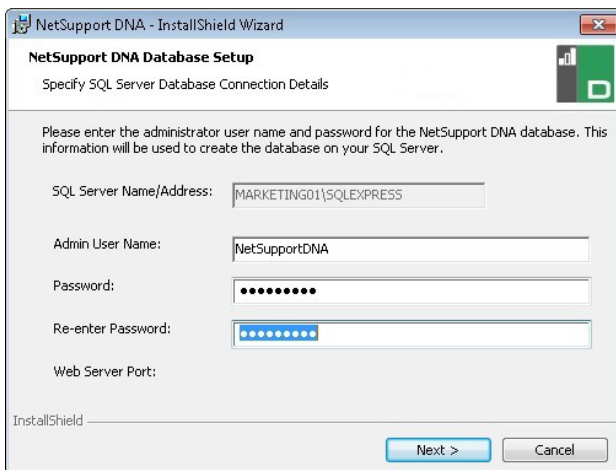 NetSupport DNA - InstallShield Wizard
NetSupport DNA Database Setup
Specify SQL Server Database Connection Details
D
Please enter the administrator user name and password for the NetSupport DNA database. This
information will be used to create the database on your SQL Server.
SQL Server Name/Address: MARKETING01\SQLEXPRESS
Admin User Name: NetSupportDNA
Password: ●●●●●●●●●
Re-enter Password: ●●●●●●●●●
Web Server Port:
InstallShield
Next > Cancel